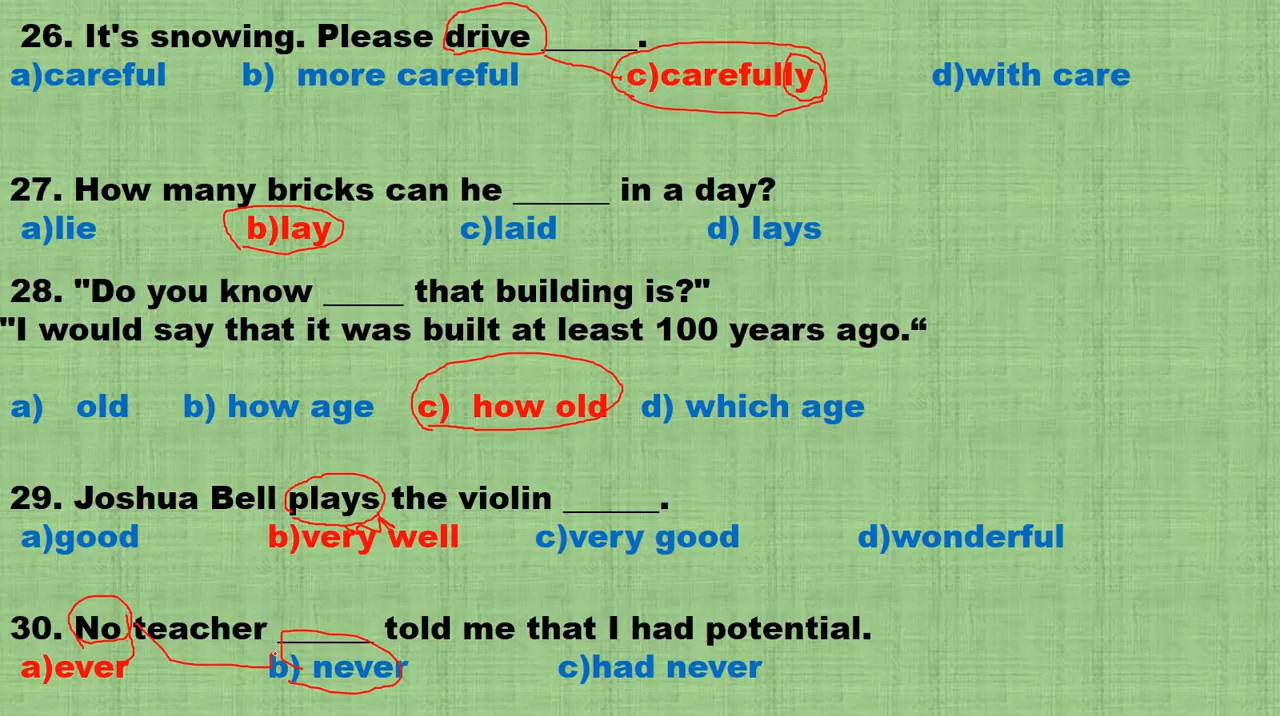 26. It's snowing. Please drive ______.
a)careful b) more careful c)carefully d)with care
27. How many bricks can he ______ in a day?
a)lie b)lay c)laid d) lays
28. "Do you know _____ that building is?"
"I would say that it was built at least 100 years ago.“
a) old b) how age c) how old d) which age
29. Joshua Bell plays the violin ______.
a)good b)very well c)very good d)wonderful
30. No teacher ______ told me that I had potential.
a)ever b) never c)had never